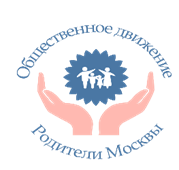 Общественное движение
Родители Москвы